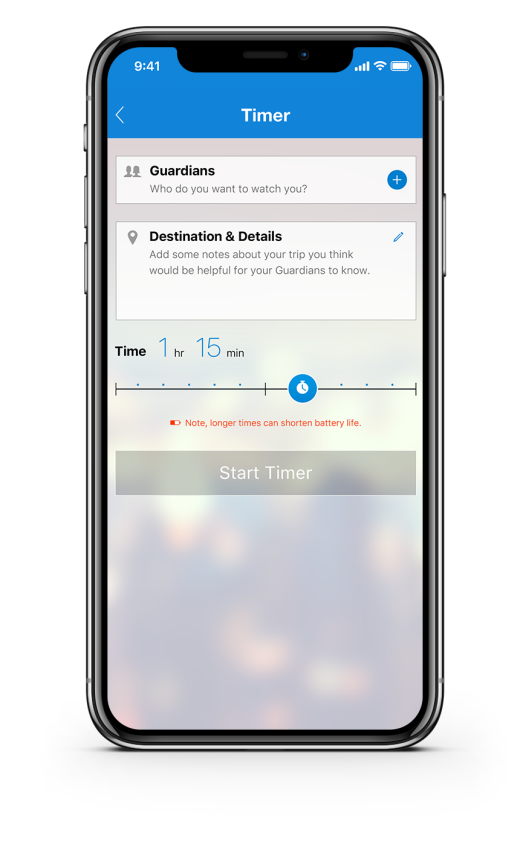 9:41
Timer
Guardians
Who do you want to watch you?
Destination & Details
Add some notes about your trip you think
would be helpful for your Guardians to know.
Time 1 hr 15 min
Note, longer times can shorten battery life.
Start Timer